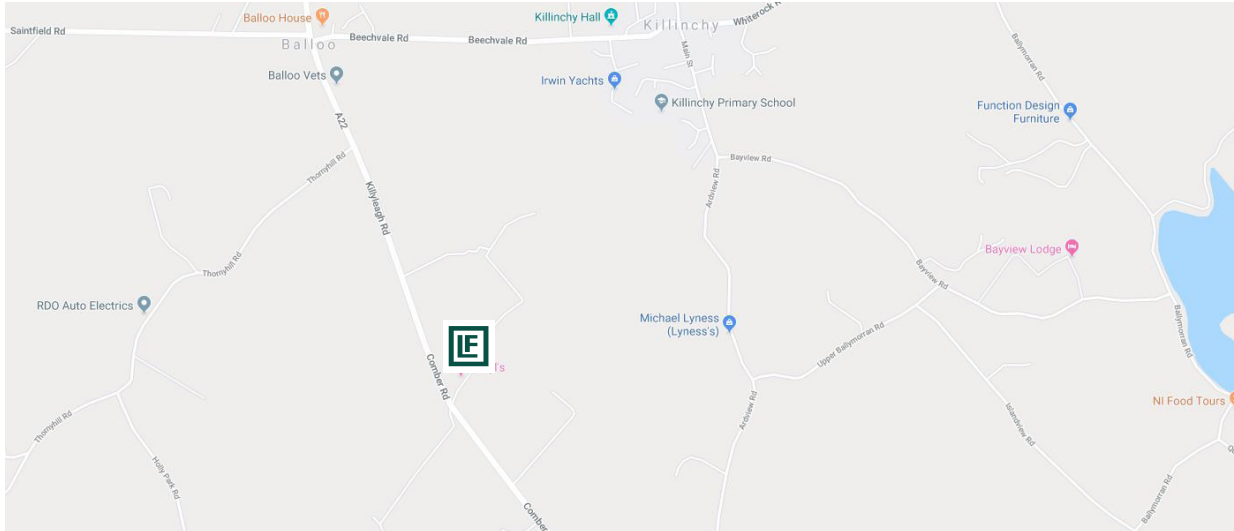 Balloo House
Killinchy Hall
Killinchy
Whiterock R
Saintfield Rd
Balloo
Beechvale Rd
Beechvale Rd
Main St
Ballymorran Rd
Balloo Vets
Irwin Yachts
Killinchy Primary School
Function Design
Furniture
A22
Thornyhill Rd
Bayview Rd
Killyleagh Rd
Ardview Rd
Bayview Lodge
Thornyhill Rd
Bayview Rd
RDO Auto Electrics
Michael Lyness
(Lyness's)
Upper Ballymorran Rd
Ballymorran Rd
LF
l's
Comber Rd
Ardview Rd
Islandview Rd
NI Food Tours
Thornyhill Rd
Holly Park Rd
Comber
Ballymorran Rd